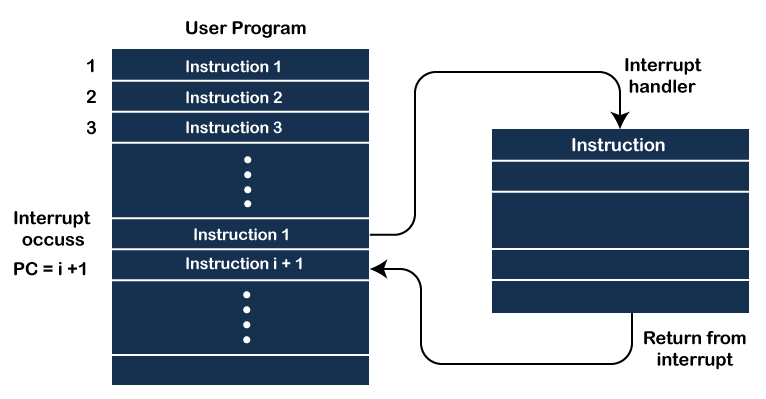 User Program
1 Instruction 1
2 Instruction 2
3 Instruction 3
Interrupt
occuss
Instruction 1
PC = i +1
Instruction i + 1
Interrupt
handler
Instruction
Return from
interrupt